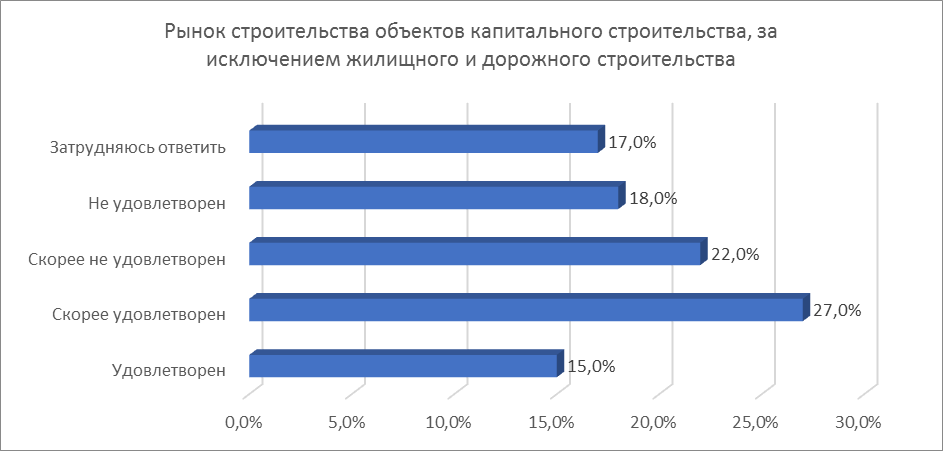 Рынок строительства объектов капитального строительства, за
исключением жилищного и дорожного строительства
Затрудняюсь ответить 17,0%
Не удовлетворен 18,0%
Скорее не удовлетворен 22,0%
Скорее удовлетворен 27,0%
Удовлетворен 15,0%
0,0% 5,0% 10,0% 15,0% 20,0% 25,0% 30,0%